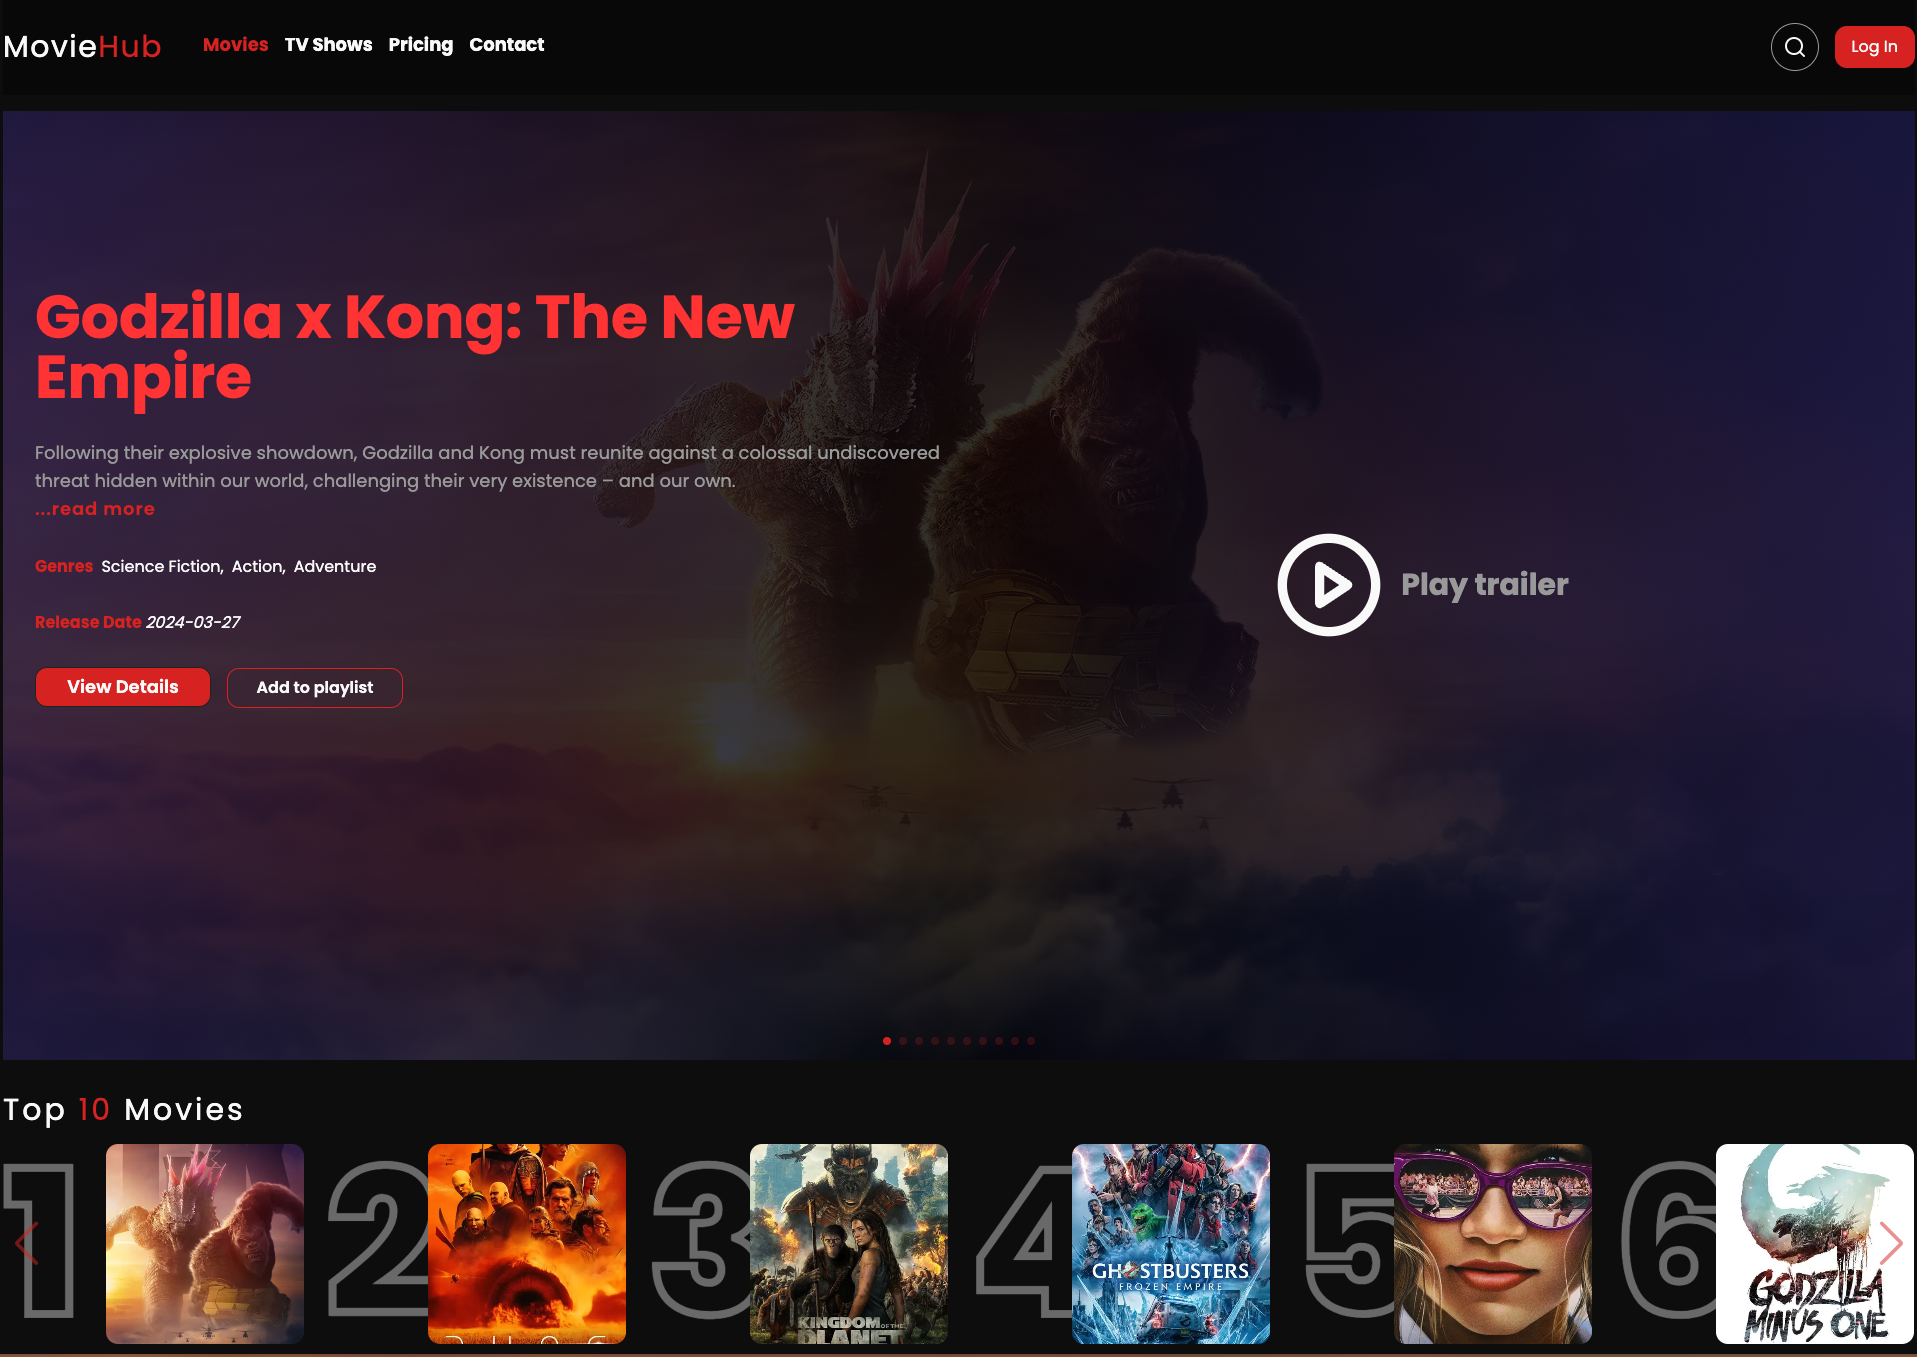 MovieHub
Movies
TV Shows
Pricing
Contact
Log In
Godzilla x Kong: The New
Empire
Following their explosive showdown, Godzilla and Kong must reunite against a colossal undiscovered
threat hidden within our world, challenging their very existence – and our own.
...read more
Genres Science Fiction, Action, Adventure
Release Date 2024-03-27
View Details
Add to playlist
Play trailer
Top 10 Movies
1
2
3
KINGDOM OF THE
PLANET
4
GHOSTBUSTERS
FROZEN EMPIRE
5
6
GODZILLA
MINUS ONE